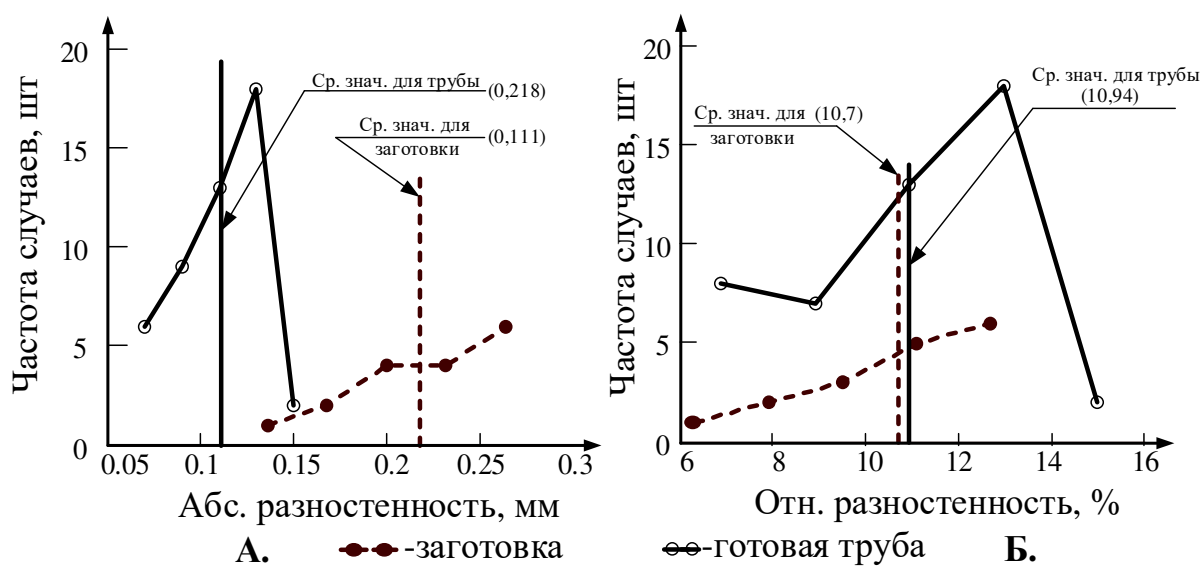 Частота случаев, шт
20
15
10
5
0
0.05
0.1
0.15
0.2
0.25
0.3
Абс. разностенность, мм
Ср. знач. для трубы (0,218)
Ср. знач. для (0,111)
заготовки
А.
Частота случаев, шт
20
15
10
5
0
6
8
10
12
14
16
Отн. разностенность, %
Ср. знач. для (10,7)
заготовки
Ср. знач. для трубы
(10,94)
Б.
-заготовка
-готовая труба